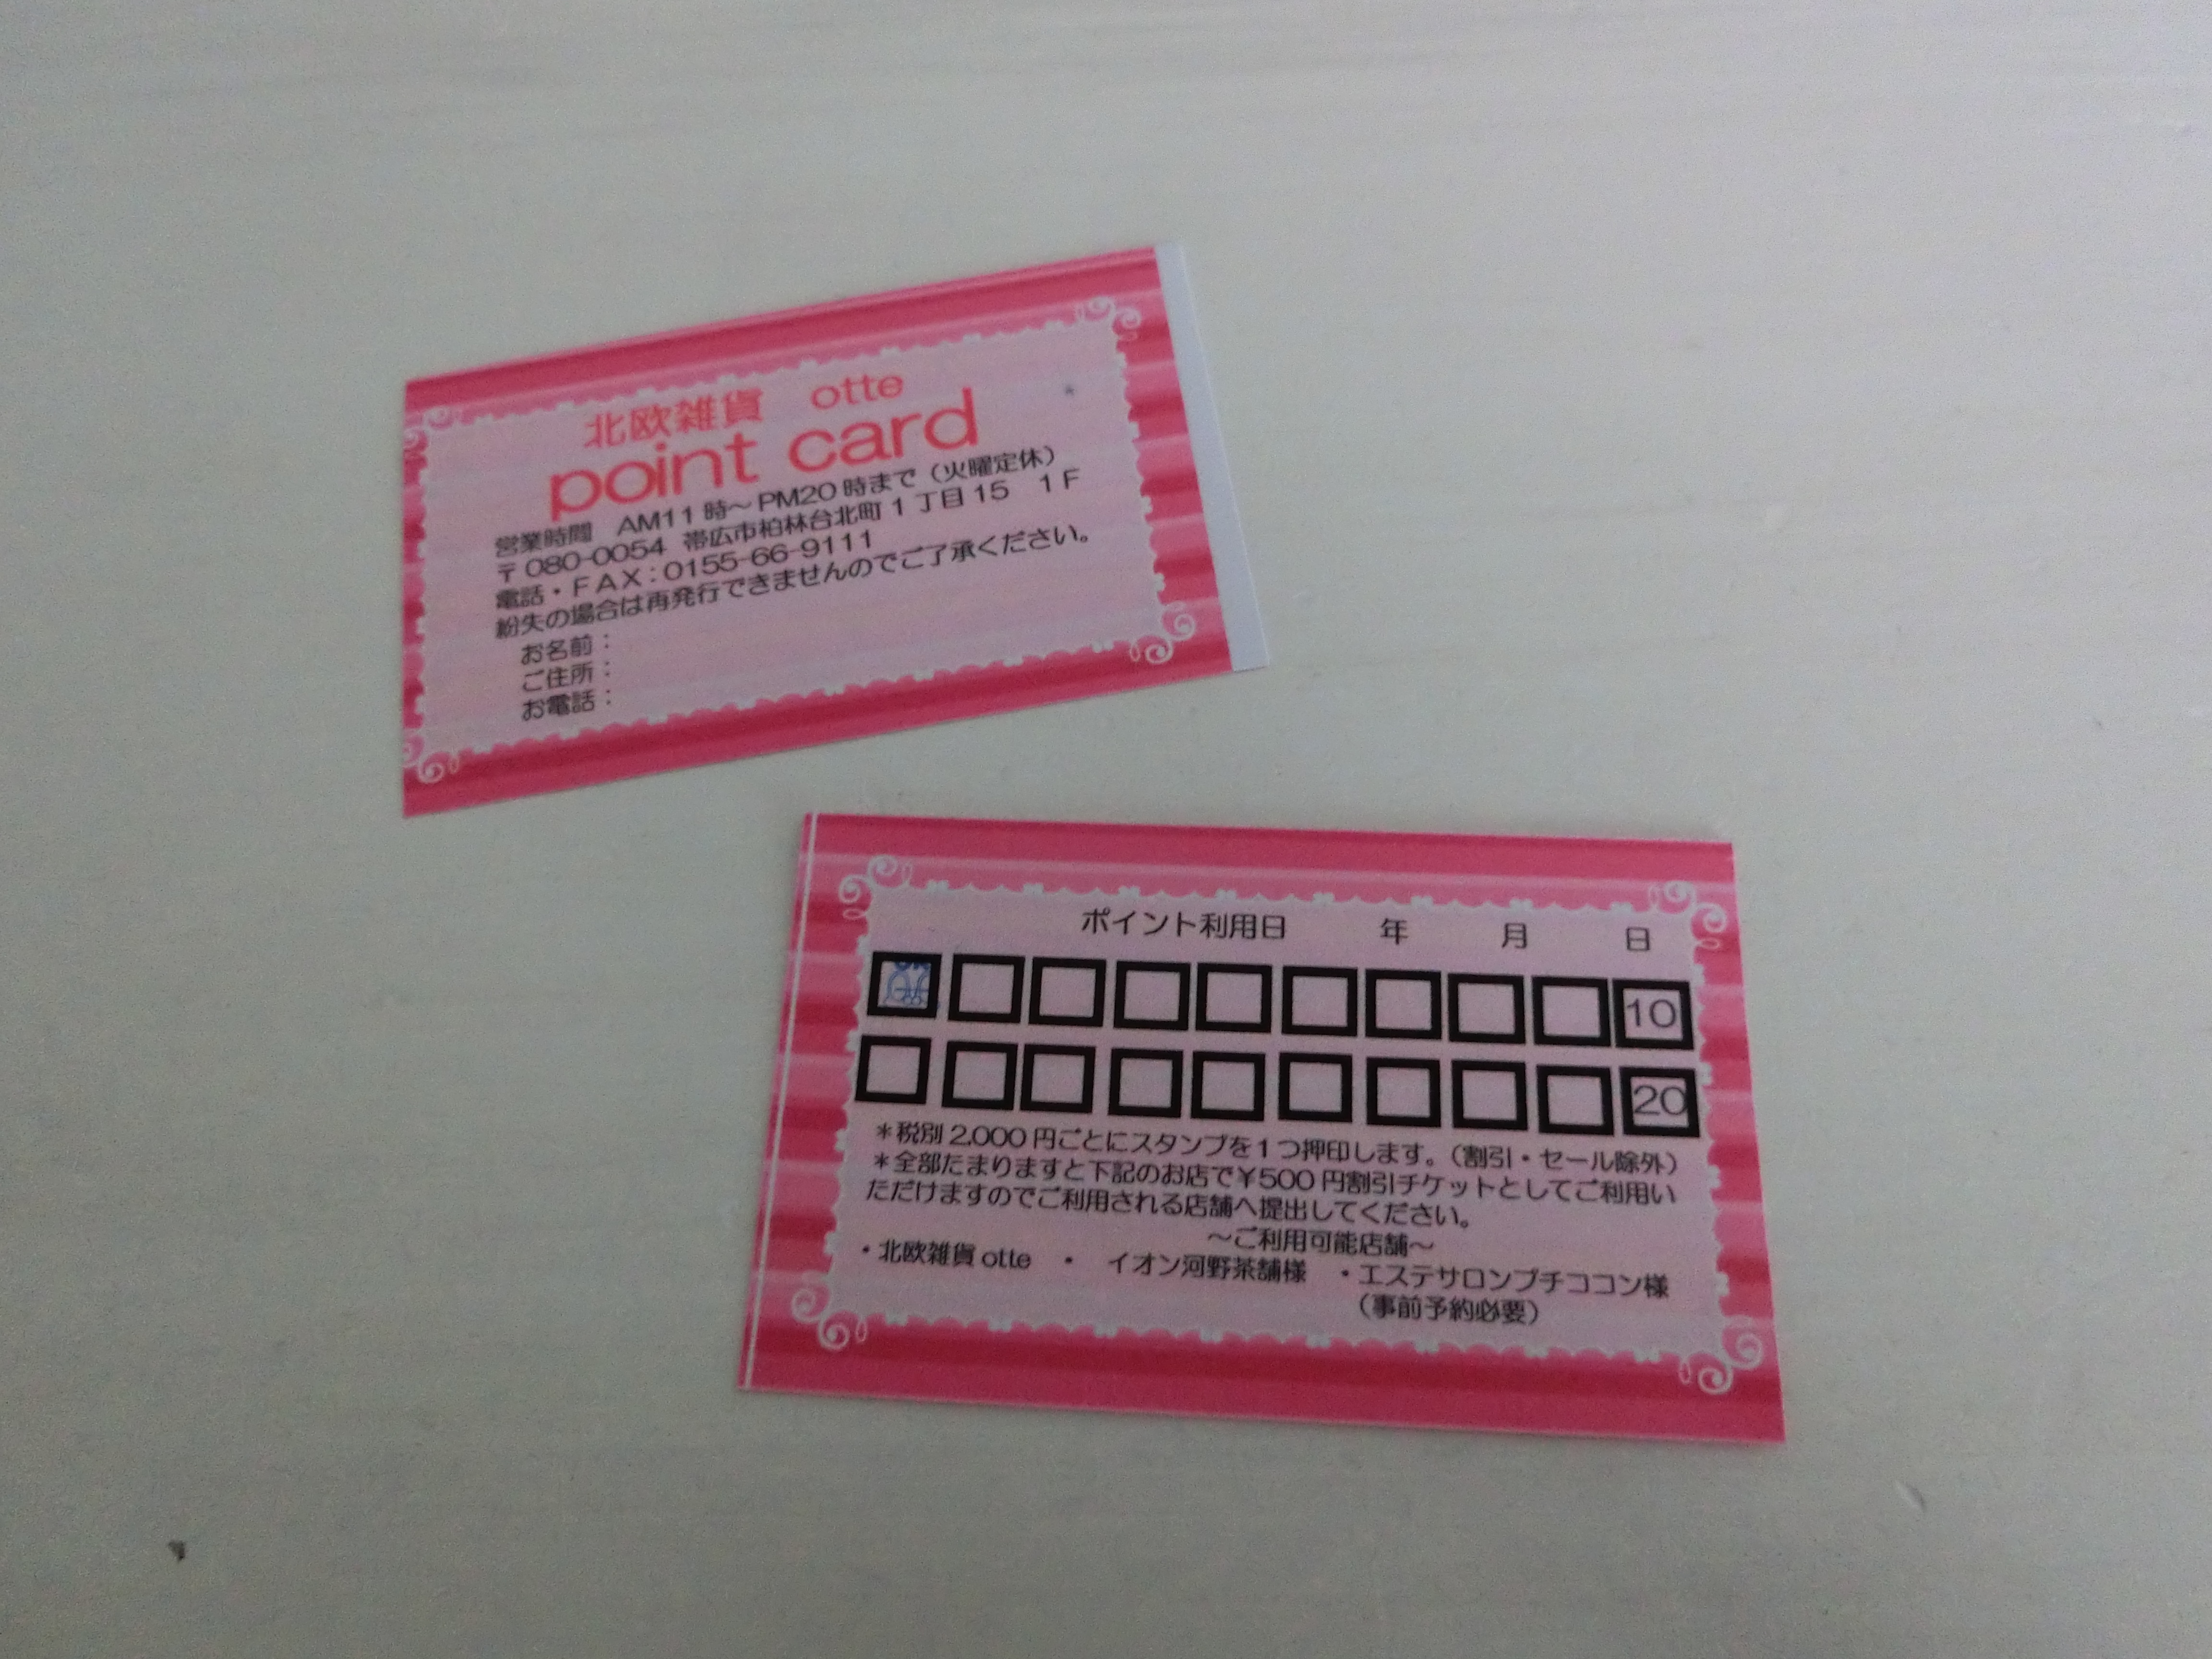 北欧雑貨　otte
point card
営業時間　AM11時～PM20時まで（火曜定休）
〒080-0054 帯広市柏林台北町1丁目15　1F
電話・FAX：0155-66-9111
紛失の場合は再発行できませんのでご了承ください。
お名前：
ご住所：
お電話：
ポイント利用日　　年　　月　　日
10
20
＊税別2,000円ごとにスタンプを1つ押印します。（割引・セール除外）
＊全部たまりますと下記のお店で￥500円割引チケットとしてご利用い
ただけますのでご利用される店舗へ提出してください。
～ご利用可能店舗～
・北欧雑貨otte　・　イオン河野茶舗様　・エステサロンプチココン様
（事前予約必要）